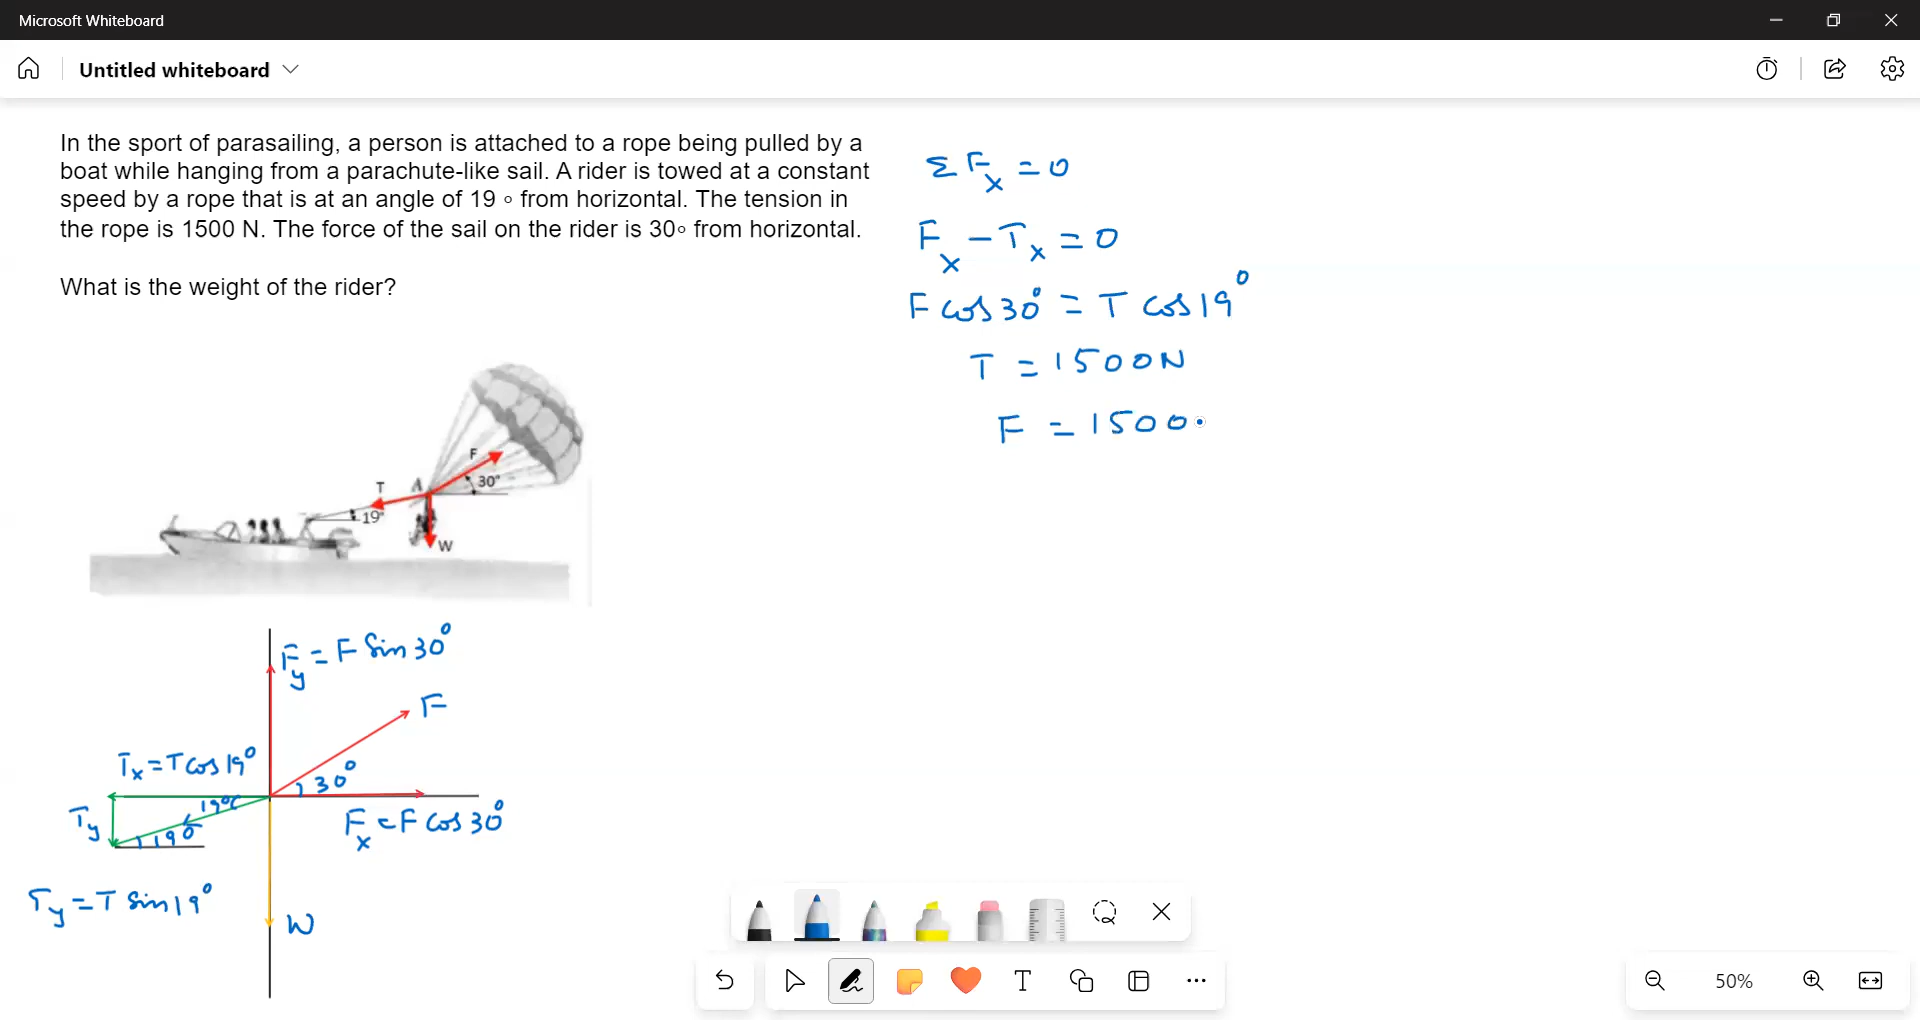 Microsoft Whiteboard
Untitled whiteboard
In the sport of parasailing, a person is attached to a rope being pulled by a
boat while hanging from a parachute-like sail. A rider is towed at a constant
speed by a rope that is at an angle of 19 ∘ from horizontal. The tension in
the rope is 1500 N. The force of the sail on the rider is 30∘ from horizontal.
What is the weight of the rider?
F
30°
T
A
19°
W
Fy = F Sin 30°
F
Tx = T cos 19°
30°
19°
Ty
19°
Fx = F cos 30°
Ty = T Sin 19°
W
Σ Fx = 0
Fx - Tx = 0
F cos 30° = T cos 19°
T = 1500N
F = 1500
T
50%